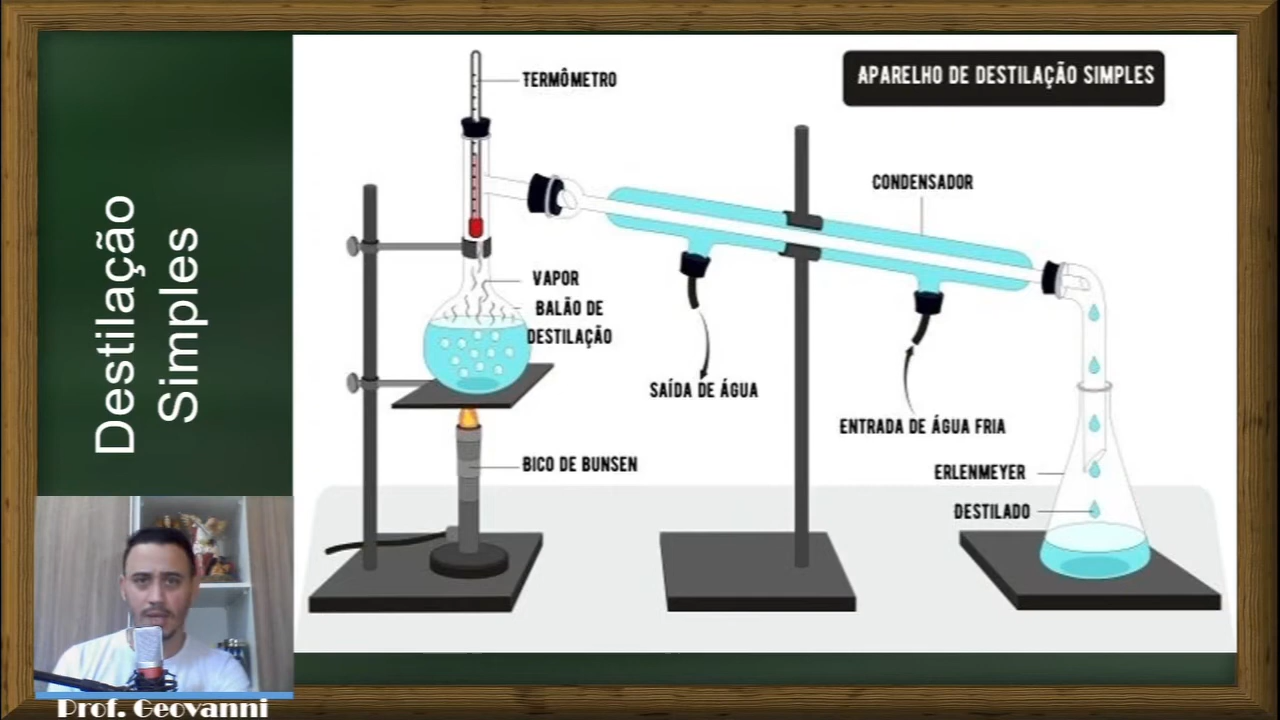 Destilação
Simples
APARELHO DE DESTILAÇÃO SIMPLES
TERMÔMETRO
CONDENSADOR
VAPOR
BALÃO DE
DESTILAÇÃO
SAÍDA DE ÁGUA
ENTRADA DE ÁGUA FRIA
BICO DE BUNSEN
ERLENMEYER
DESTILADO
Prof. Geovanni